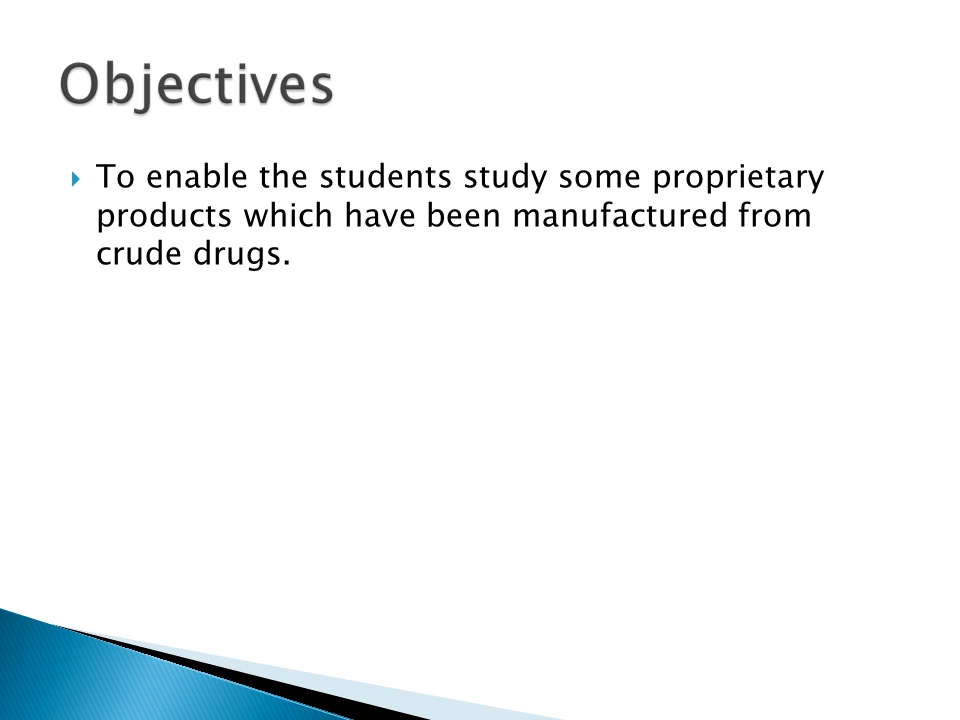 Objectives
To enable the students study some proprietary
products which have been manufactured from
crude drugs.